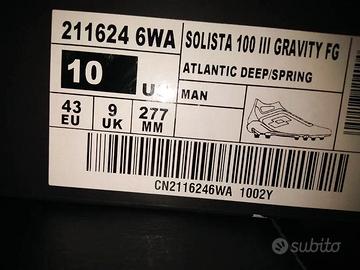 211624 6WA
SOLISTA 100 III GRAVITY FG
10
US
ATLANTIC DEEP/SPRING
MAN
43
EU
9
UK
277
MM
CN2116246WA 1002Y
subito